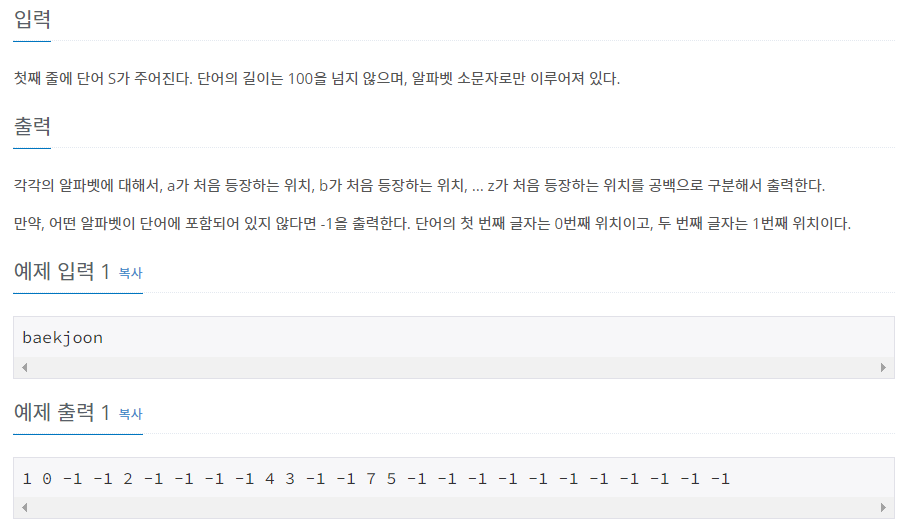 입력
첫째 줄에 단어 S가 주어진다. 단어의 길이는 100을 넘지 않으며, 알파벳 소문자로만 이루어져 있다.
출력
각각의 알파벳에 대해서, a가 처음 등장하는 위치, b가 처음 등장하는 위치, ... z가 처음 등장하는 위치를 공백으로 구분해서 출력한다.
만약, 어떤 알파벳이 단어에 포함되어 있지 않다면 -1을 출력한다. 단어의 첫 번째 글자는 0번째 위치이고, 두 번째 글자는 1번째 위치이다.
예제 입력 1 복사
baekjoon
예제 출력 1 복사
1 0 -1 -1 2 -1 -1 -1 -1 4 3 -1 -1 7 5 -1 -1 -1 -1 -1 -1 -1 -1 -1 -1 -1